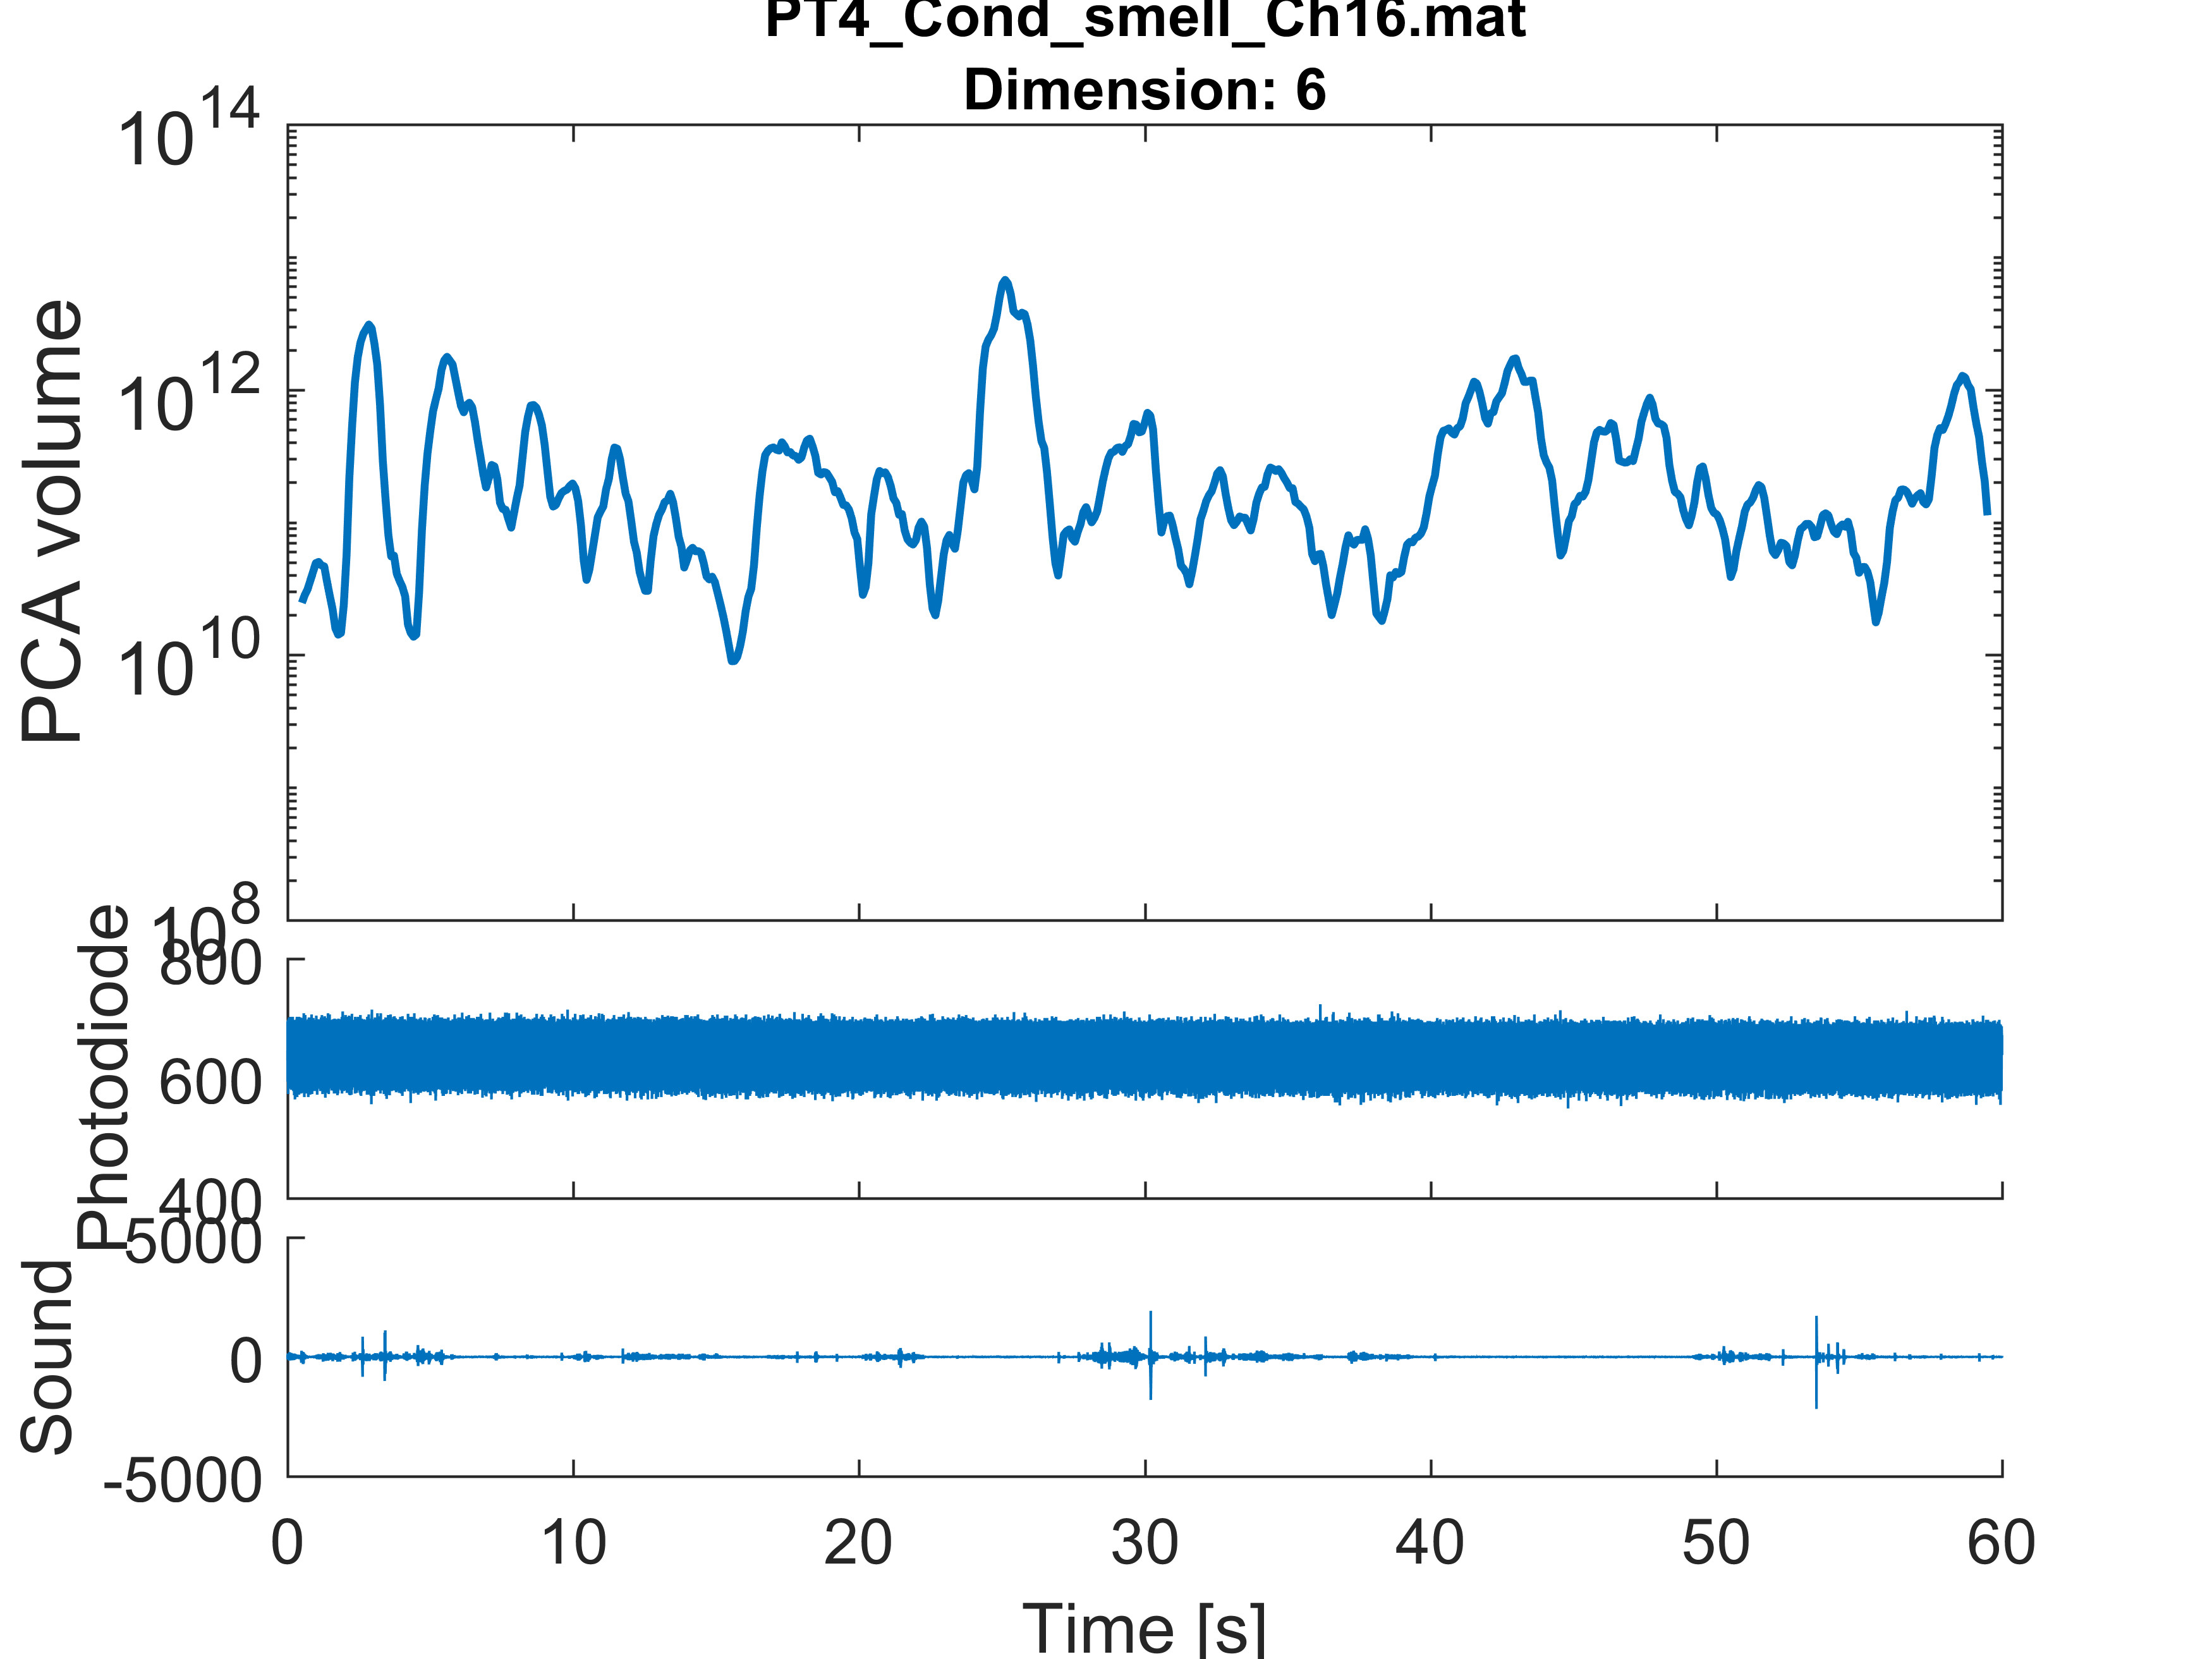 PT4_Cond_smell_Ch16.mat
Dimension: 6
PCA volume
10^14
10^12
10^10
10^8
Photodiode
800
600
400
Sound
5000
0
-5000
0 10 20 30 40 50 60
Time [s]